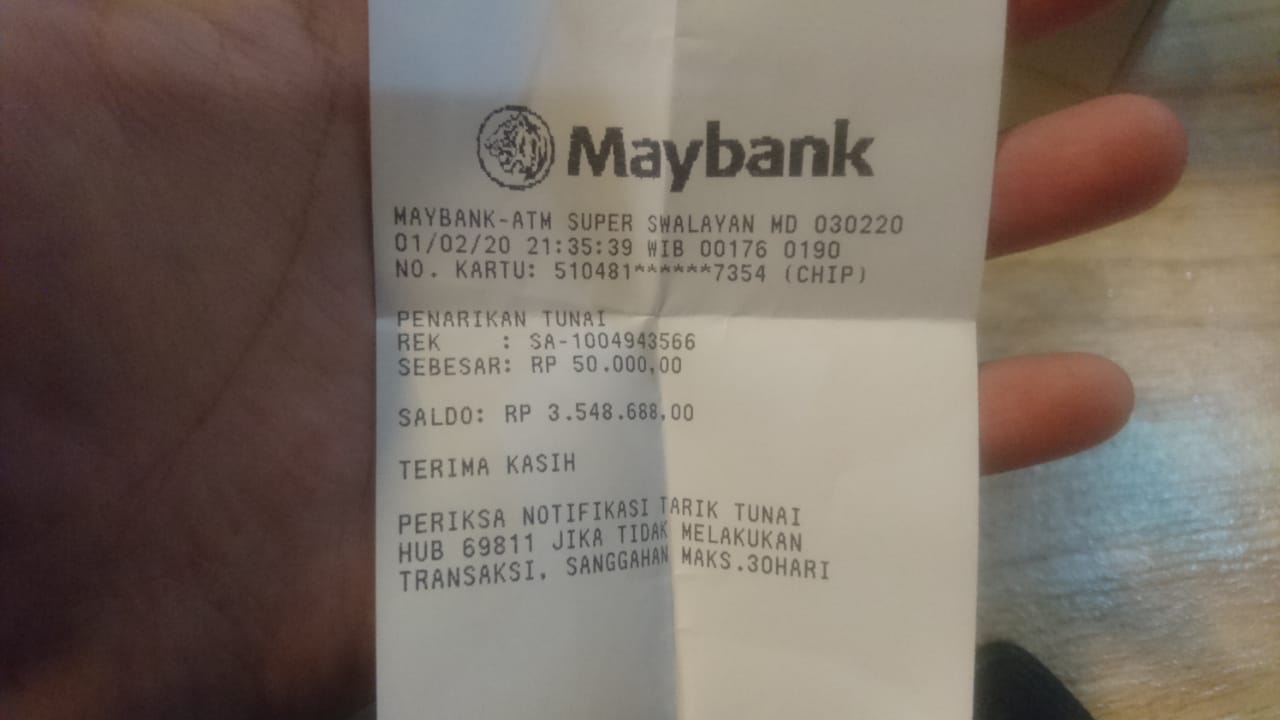 Maybank
MAYBANK-ATM SUPER SWALAYAN MD 030220
01/02/20 21:35:39 WIB 00176 0190
NO. KARTU: 510481******7354 (CHIP)
PENARIKAN TUNAI
REK : SA-1004943566
SEBESAR: RP 50.000,00
SALDO: RP 3.548.688,00
TERIMA KASIH
PERIKSA NOTIFIKASI TARIK TUNAI
HUB 69811 JIKA TIDAK MELAKUKAN
TRANSAKSI, SANGGAHAN MAKS.30HARI